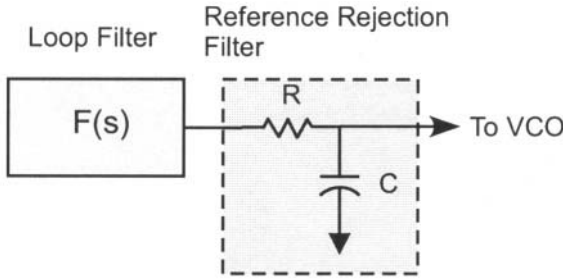 Loop Filter
Reference Rejection
Filter
F(s)
R
C
To VCO